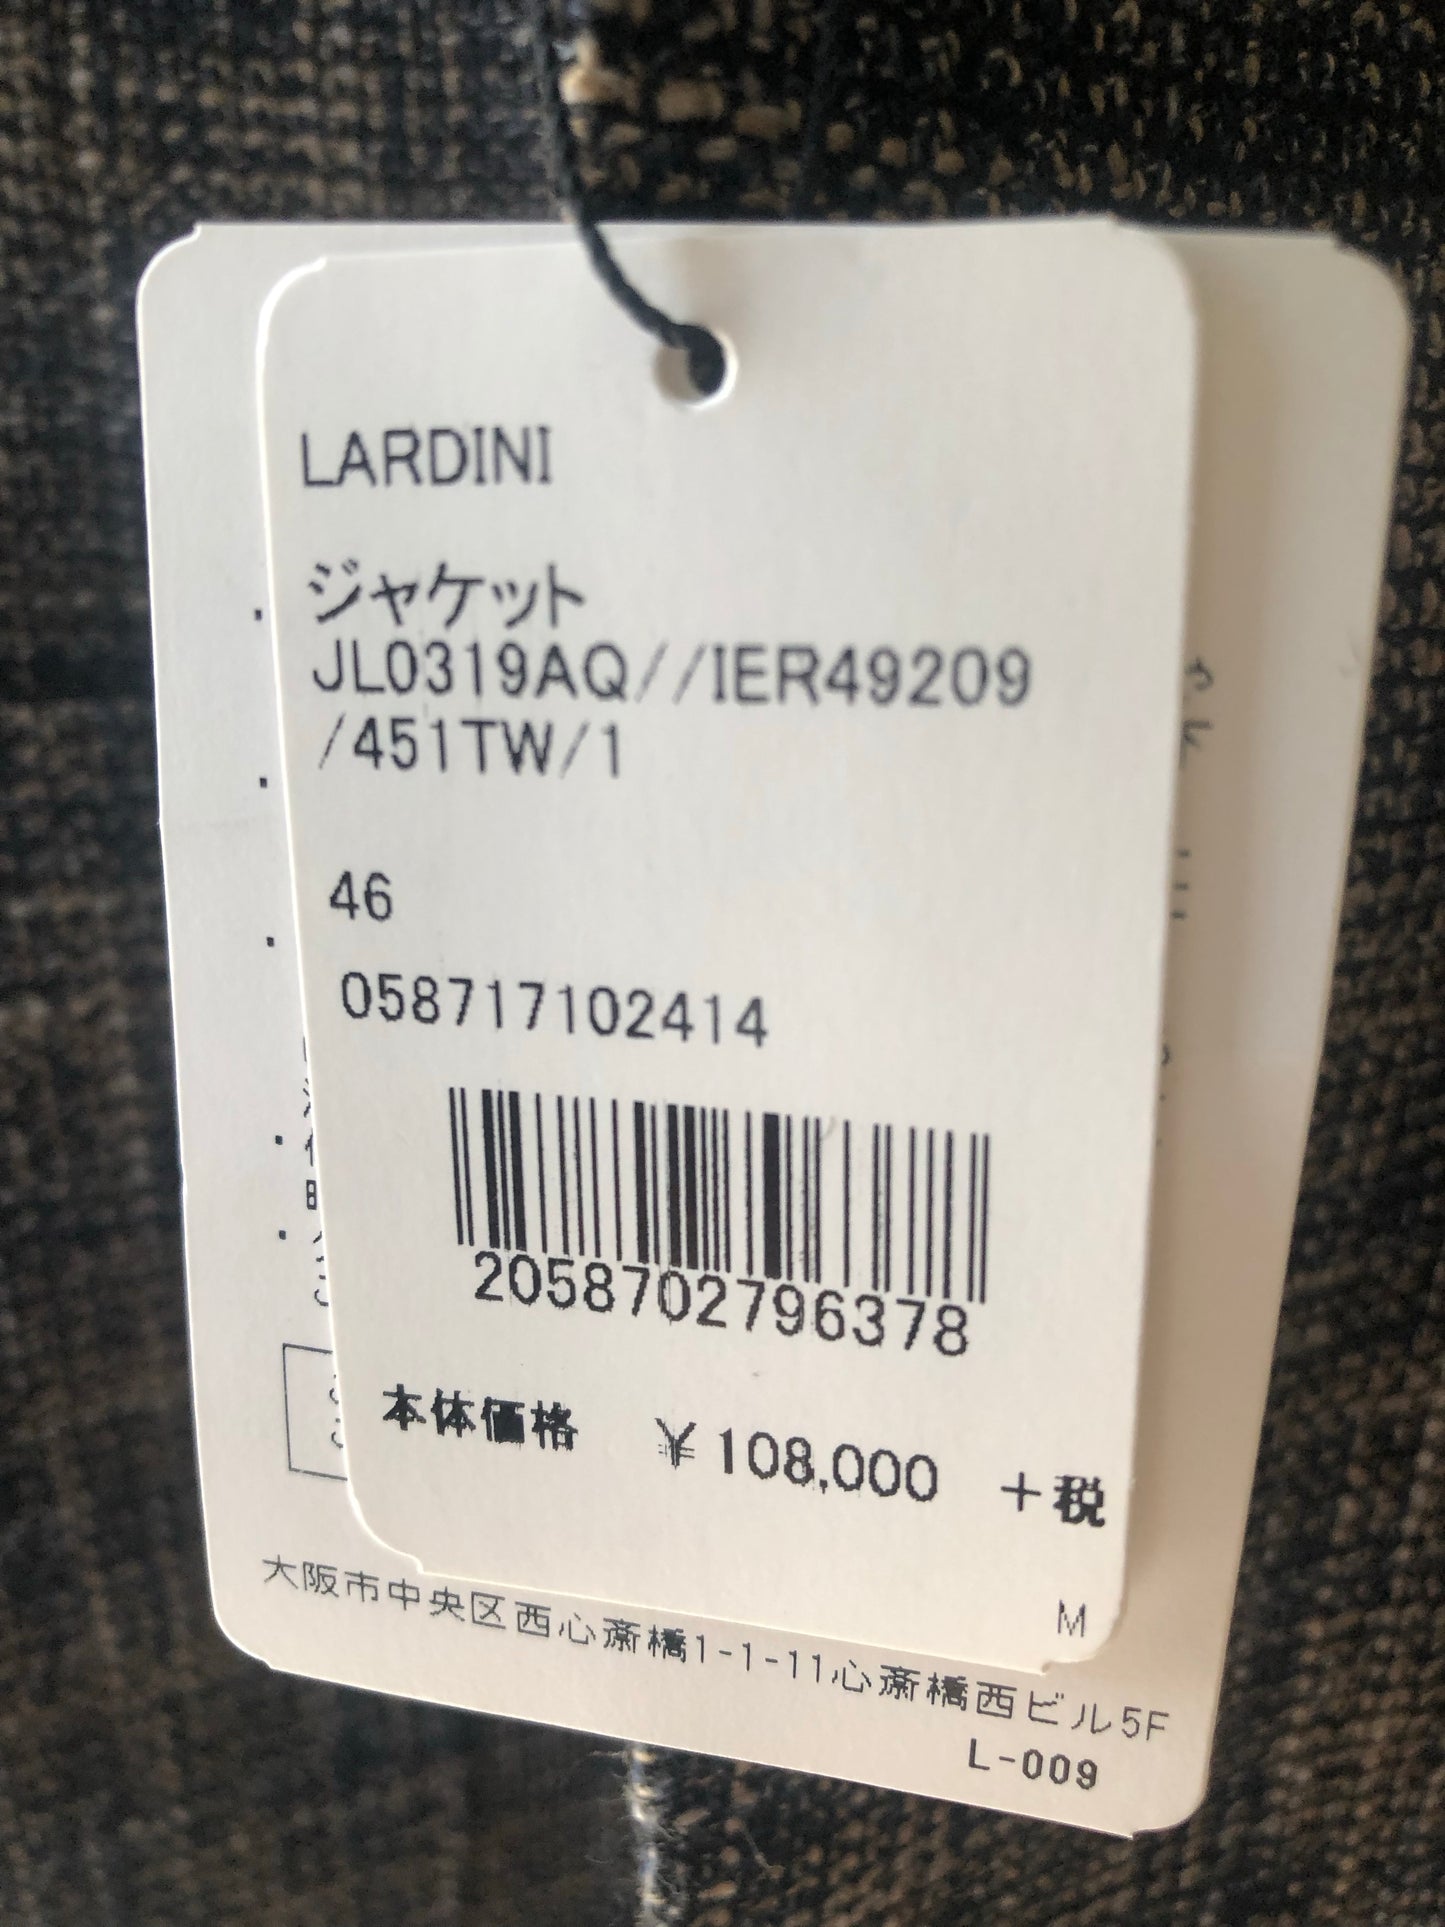 LARDINI
ジャケット
JL0319AQ//IER49209
/451TW/1
46
058717102414
2058702796378
本体価格 ¥108,000 +税
M
大阪市中央区西心斎橋1-1-11心斎橋西ビル5F
L-009